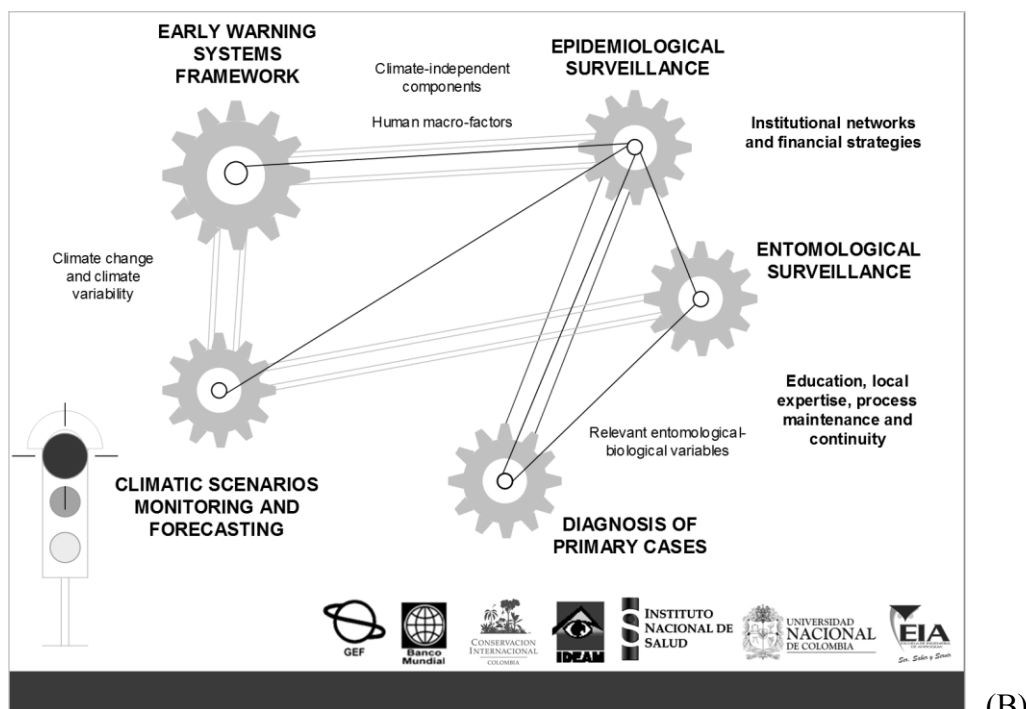 EARLY WARNING
SYSTEMS
FRAMEWORK
Climate-independent
components
Human macro-factors
EPIDEMIOLOGICAL
SURVEILLANCE
Institutional networks
and financial strategies
Climate change
and climate
variability
ENTOMOLOGICAL
SURVEILLANCE
Education, local
expertise, process
maintenance and
continuity
Relevant entomological-
biological variables
CLIMATIC SCENARIOS
MONITORING AND
FORECASTING
DIAGNOSIS OF
PRIMARY CASES
GEF
Banco
Mundial
CONSERVACION
INTERNACIONAL
COLOMBIA
IDEAM
INSTITUTO
NACIONAL DE
SALUD
UNIVERSIDAD
NACIONAL
DE COLOMBIA
EIA
Ser, Saber y Servir
(B)